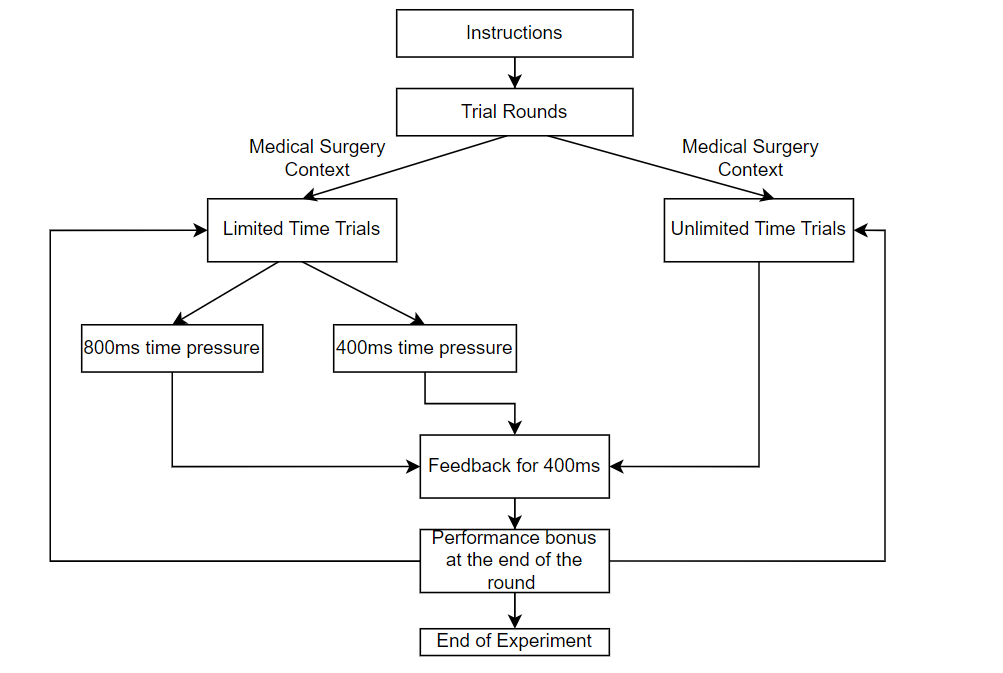 Instructions
Trial Rounds
Medical Surgery
Context
Medical Surgery
Context
Limited Time Trials
Unlimited Time Trials
800ms time pressure
400ms time pressure
Feedback for 400ms
Performance bonus
at the end of the
round
End of Experiment